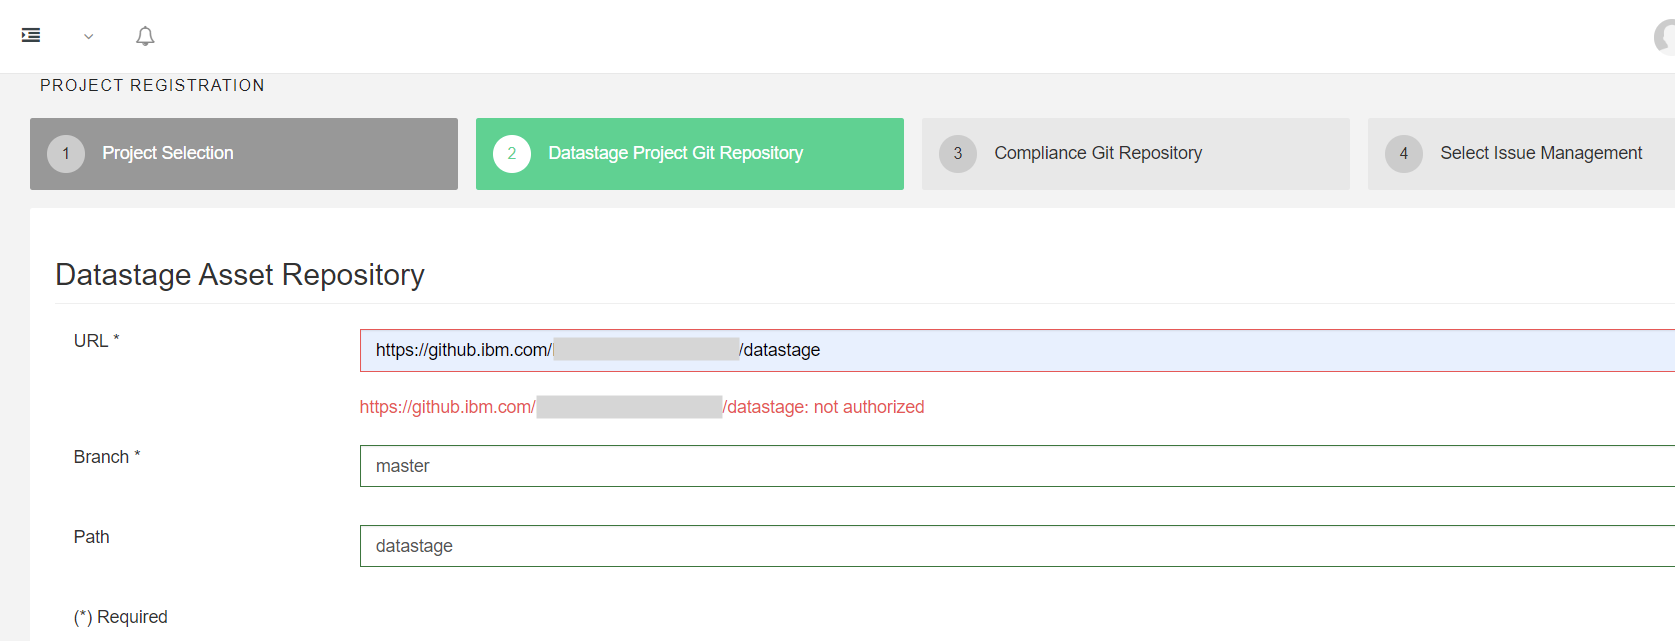 PROJECT REGISTRATION
1 Project Selection
2 Datastage Project Git Repository
3 Compliance Git Repository
4 Select Issue Management
Datastage Asset Repository
URL *
https://github.ibm.com/ /datastage
https://github.ibm.com/ /datastage: not authorized
Branch *
master
Path
datastage
(*) Required